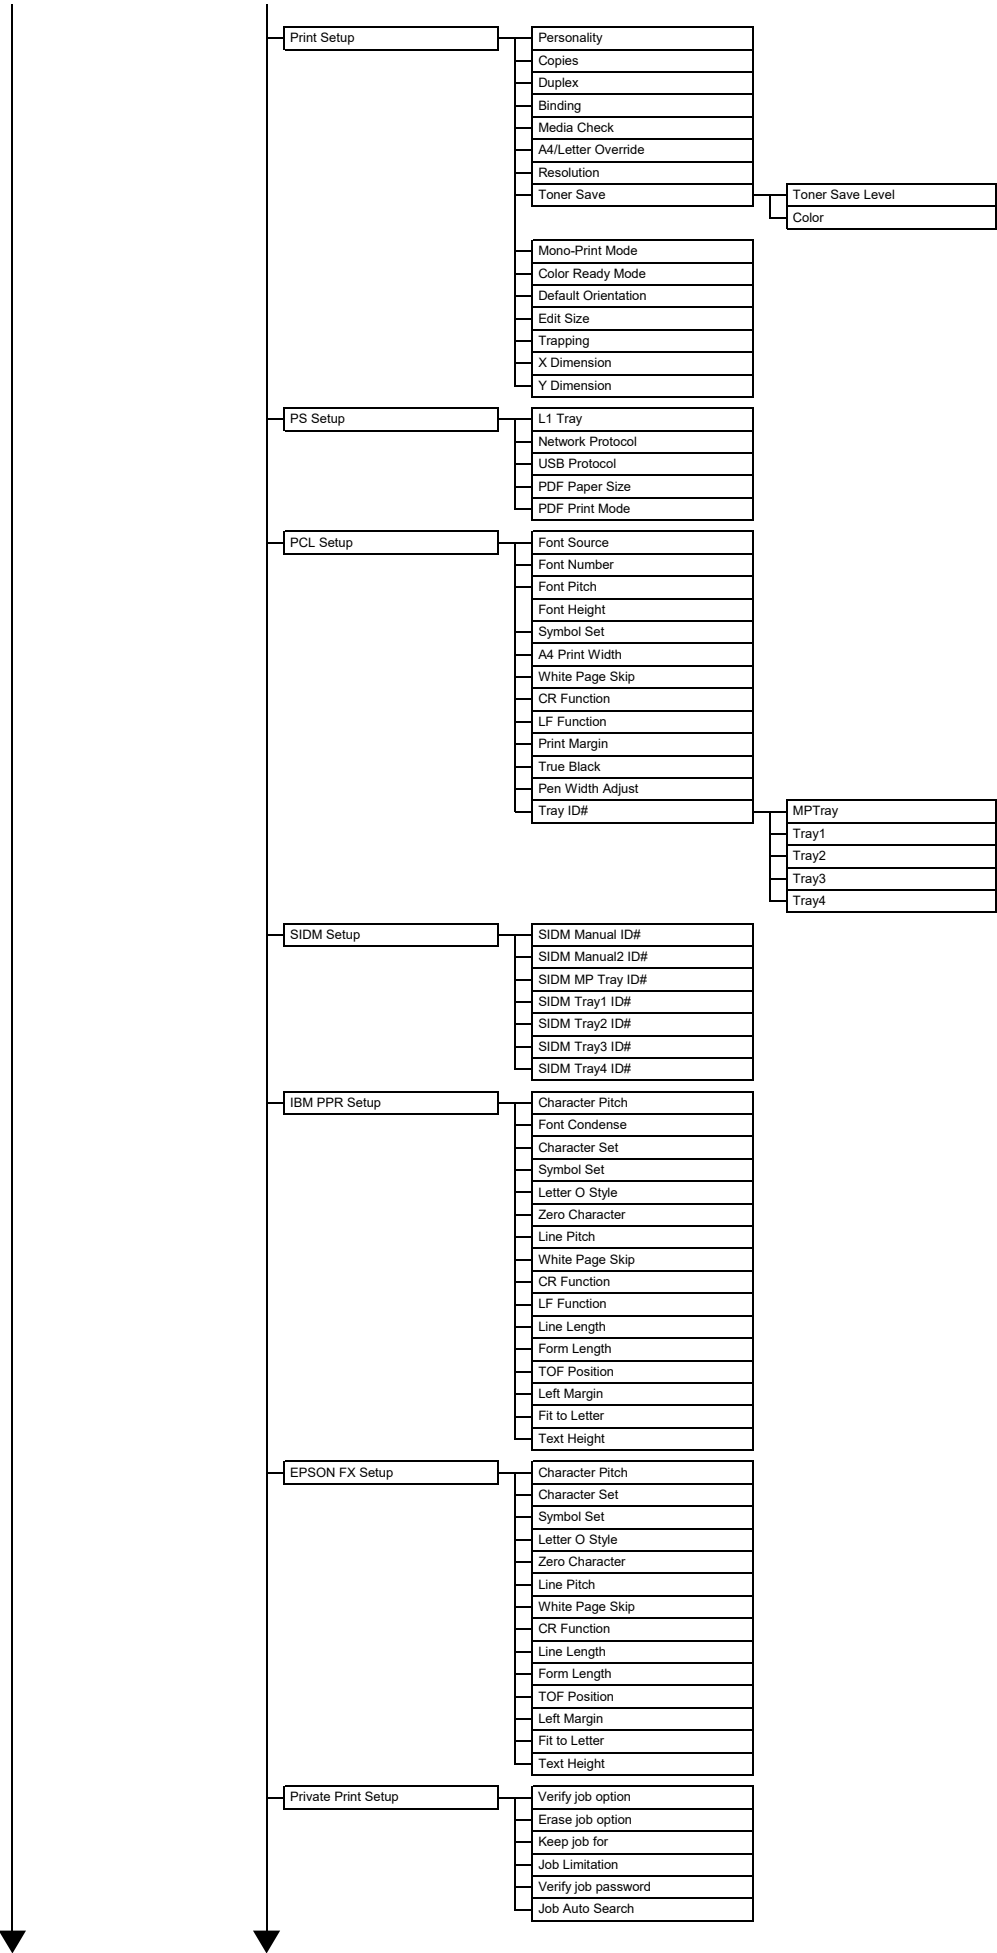 Print Setup
Personality
Copies
Duplex
Binding
Media Check
A4/Letter Override
Resolution
Toner Save
Toner Save Level
Color
Mono-Print Mode
Color Ready Mode
Default Orientation
Edit Size
Trapping
X Dimension
Y Dimension
PS Setup
L1 Tray
Network Protocol
USB Protocol
PDF Paper Size
PDF Print Mode
PCL Setup
Font Source
Font Number
Font Pitch
Font Height
Symbol Set
A4 Print Width
White Page Skip
CR Function
LF Function
Print Margin
True Black
Pen Width Adjust
Tray ID#
MPTray
Tray1
Tray2
Tray3
Tray4
SIDM Setup
SIDM Manual ID#
SIDM Manual2 ID#
SIDM MP Tray ID#
SIDM Tray1 ID#
SIDM Tray2 ID#
SIDM Tray3 ID#
SIDM Tray4 ID#
IBM PPR Setup
Character Pitch
Font Condense
Character Set
Symbol Set
Letter O Style
Zero Character
Line Pitch
White Page Skip
CR Function
LF Function
Line Length
Form Length
TOF Position
Left Margin
Fit to Letter
Text Height
EPSON FX Setup
Character Pitch
Character Set
Symbol Set
Letter O Style
Zero Character
Line Pitch
White Page Skip
CR Function
Line Length
Form Length
TOF Position
Left Margin
Fit to Letter
Text Height
Private Print Setup
Verify job option
Erase job option
Keep job for
Job Limitation
Verify job password
Job Auto Search